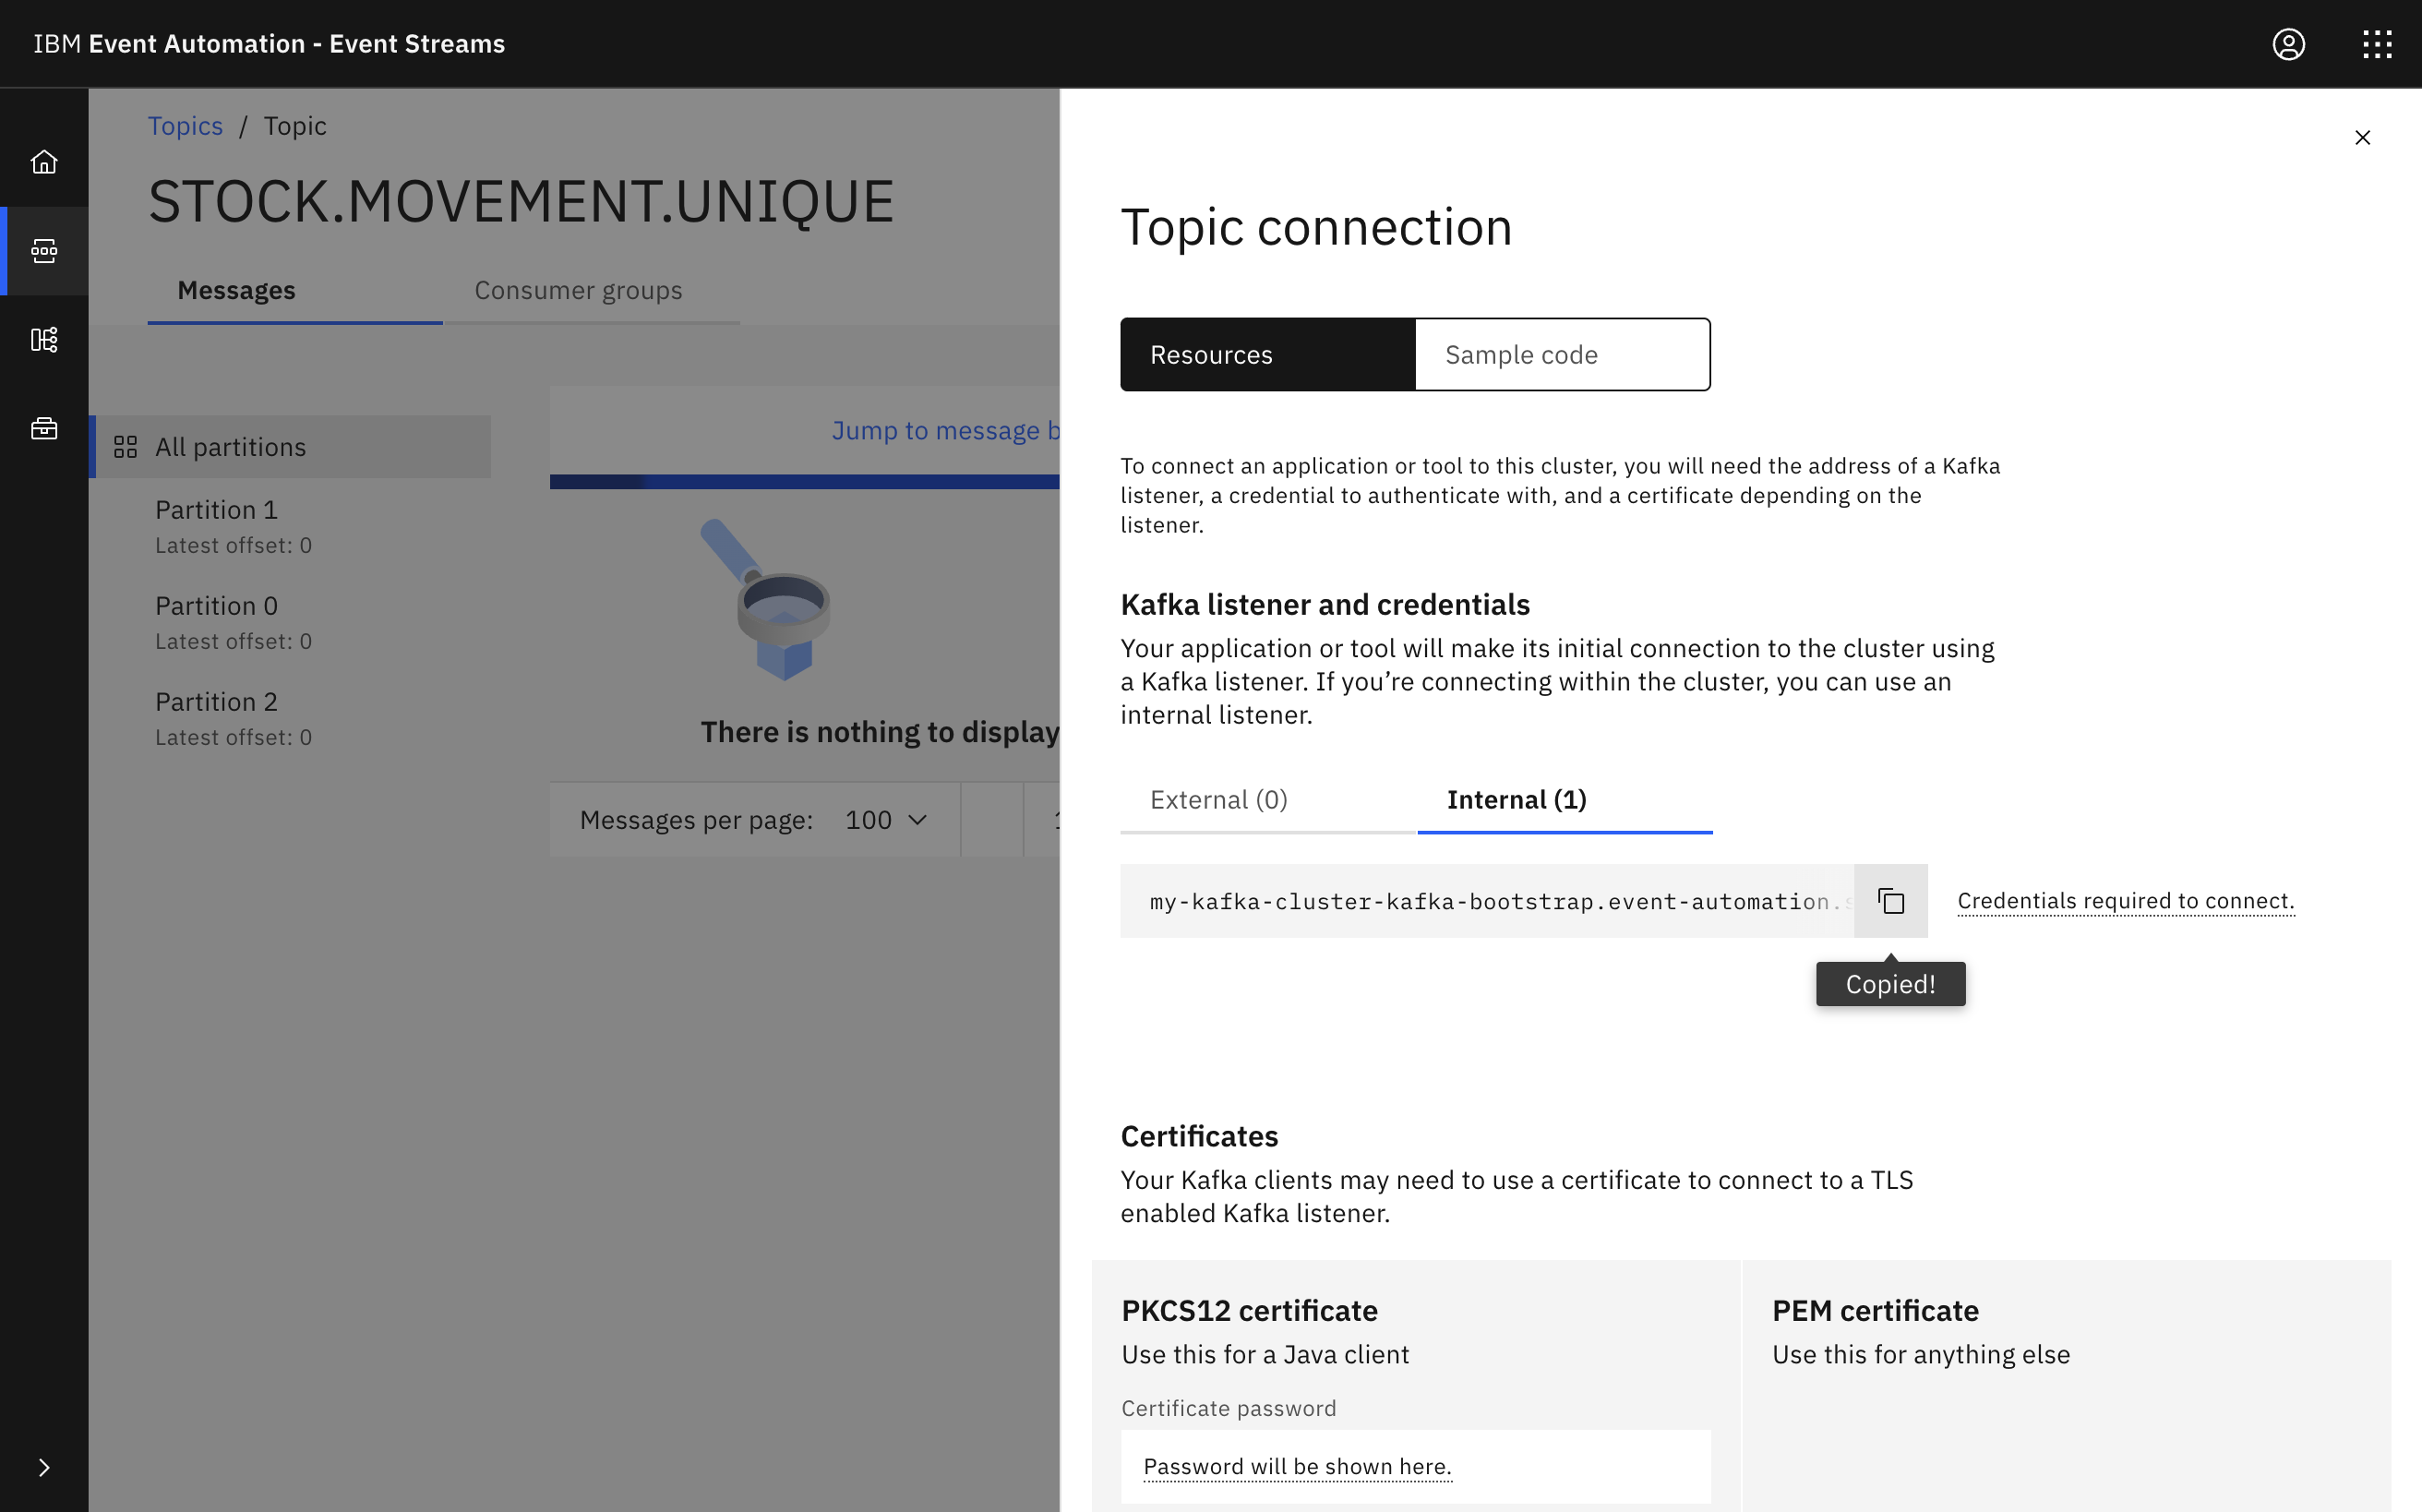 IBM Event Automation - Event Streams
Topics / Topic
STOCK.MOVEMENT.UNIQUE
Messages
Consumer groups
All partitions
Partition 1
Latest offset: 0
Partition 0
Latest offset: 0
Partition 2
Latest offset: 0
Jump to message
There is nothing to display
Messages per page: 100
Topic connection
Resources
Sample code
To connect an application or tool to this cluster, you will need the address of a Kafka
listener, a credential to authenticate with, and a certificate depending on the
listener.
Kafka listener and credentials
Your application or tool will make its initial connection to the cluster using
a Kafka listener. If you’re connecting within the cluster, you can use an
internal listener.
External (0)
Internal (1)
my-kafka-cluster-kafka-bootstrap.event-automation.
Credentials required to connect.
Copied!
Certificates
Your Kafka clients may need to use a certificate to connect to a TLS
enabled Kafka listener.
PKCS12 certificate
Use this for a Java client
Certificate password
Password will be shown here.
PEM certificate
Use this for anything else